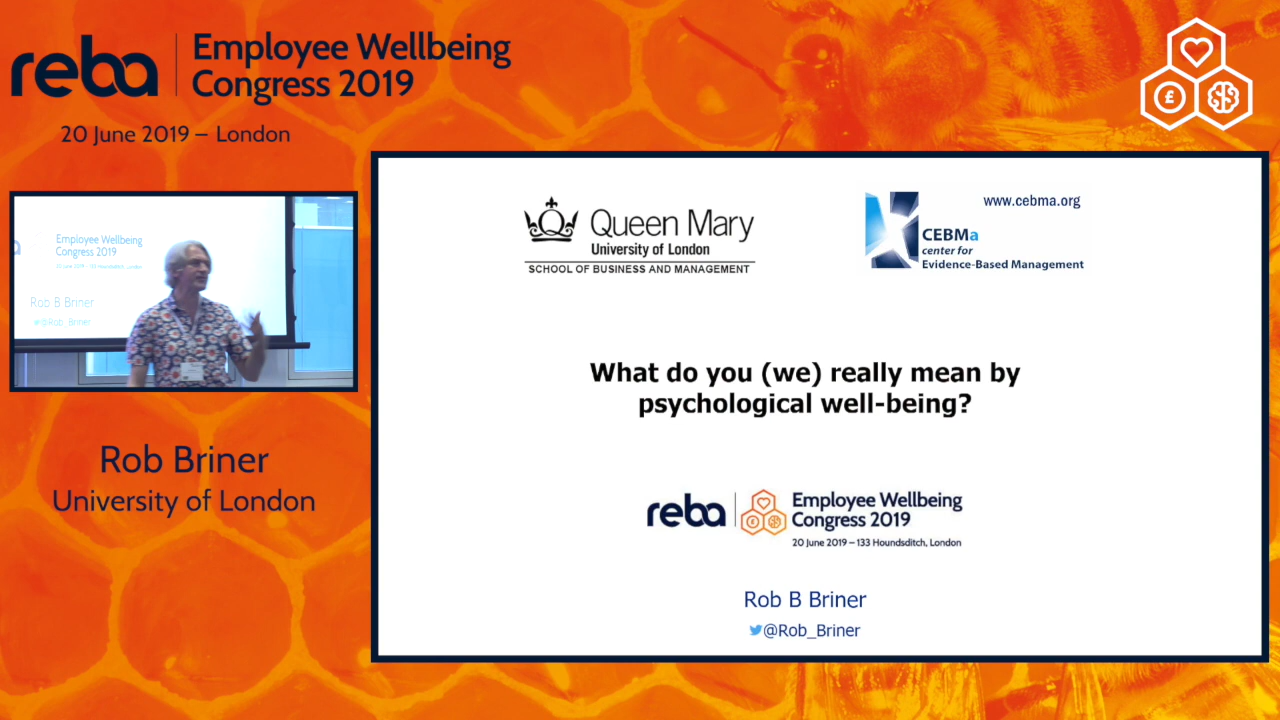 reba
Employee Wellbeing
Congress 2019
20 June 2019 – London
£
Employee Wellbeing
Congress 2019
Rob B Briner
@Rob_Briner
Rob Briner
University of London
Queen Mary
University of London
SCHOOL OF BUSINESS AND MANAGEMENT
www.cebma.org
CEBMa
center for
Evidence-Based Management
What do you (we) really mean by
psychological well-being?
reba
£
Employee Wellbeing
Congress 2019
20 June 2019 – 133 Houndsditch, London
Rob B Briner
@Rob_Briner